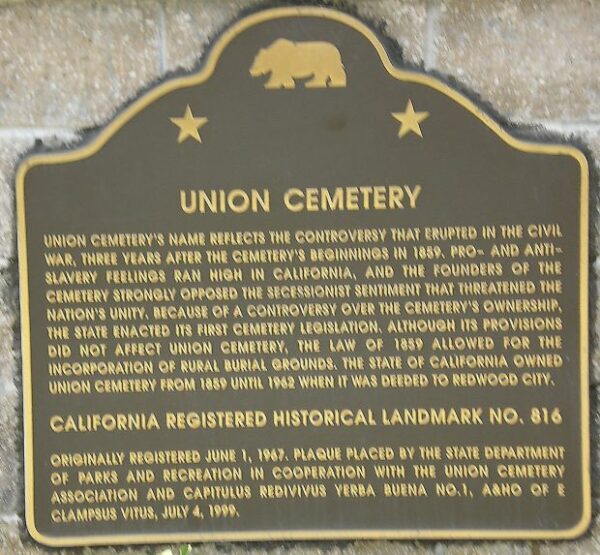 UNION CEMETERY
UNION CEMETERY'S NAME REFLECTS THE CONTROVERSY THAT ERUPTED IN THE CIVIL
WAR, THREE YEARS AFTER THE CEMETERY'S BEGINNINGS IN 1859, PRO- AND ANTI-
SLAVERY FEELINGS RAN HIGH IN CALIFORNIA, AND THE FOUNDERS OF THE
CEMETERY STRONGLY OPPOSED THE SECESSIONIST SENTIMENT THAT THREATENED THE
NATION'S UNITY. BECAUSE OF A CONTROVERSY OVER THE CEMETERY'S OWNERSHIP,
THE STATE ENACTED ITS FIRST CEMETERY LEGISLATION, ALTHOUGH ITS PROVISIONS
DID NOT AFFECT UNION CEMETERY, THE LAW OF 1859 ALLOWED FOR THE
INCORPORATION OF RURAL BURIAL GROUNDS. THE STATE OF CALIFORNIA OWNED
UNION CEMETERY FROM 1859 UNTIL 1962 WHEN IT WAS DEEDED TO REDWOOD CITY.
CALIFORNIA REGISTERED HISTORICAL LANDMARK NO. 816
ORIGINALLY REGISTERED JUNE 1, 1967. PLAQUE PLACED BY THE STATE DEPARTMENT
OF PARKS AND RECREATION IN COOPERATION WITH THE UNION CEMETERY
ASSOCIATION AND CAPITULUS REDIVIVUS YERBA BUENA NO.1, A&HO OF E
CLAMPSUS VITUS, JULY 4, 1999.